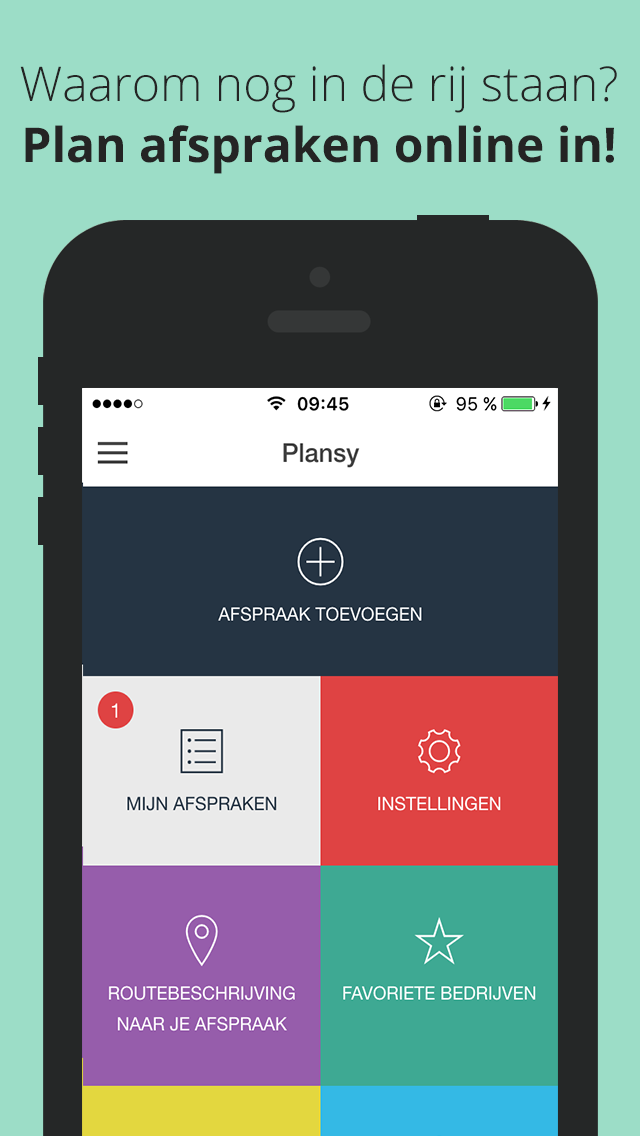 Waarom nog in de rij staan?
Plan afspraken online in!
09:45
95 %
Plansy
AFSPRAAK TOEVOEGEN
1
MIJN AFSPRAKEN
INSTELLINGEN
ROUTEBESCHRIJVING
NAAR JE AFSPRAAK
FAVORIETE BEDRIJVEN